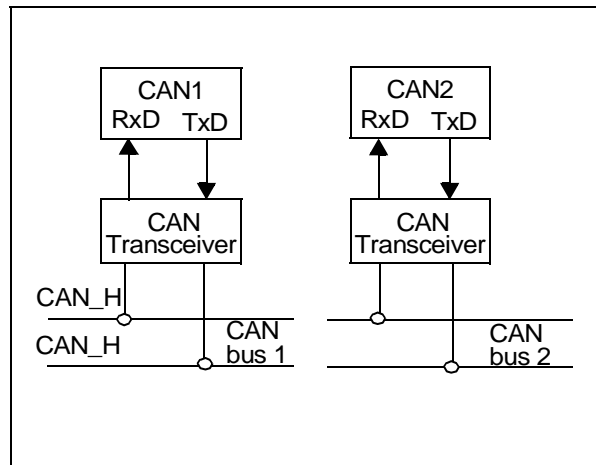 CAN1
RxD TxD
CAN
Transceiver
CAN_H
CAN_H
CAN
bus 1
CAN2
RxD TxD
CAN
Transceiver
CAN
bus 2